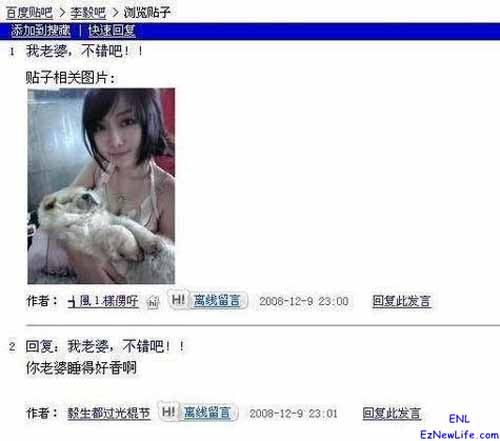 百度贴吧 > 李毅吧 > 浏览贴子
添加到搜藏 | 快速回复
1 我老婆，不错吧！！
贴子相关图片：
作者： Hi 离线留言 2008-12-9 23:00 回复此发言
2 回复：我老婆，不错吧！！
你老婆睡得好香啊
作者： 毅生都过光棍节 Hi 离线留言 2008-12-9 23:01 回复此发言
ENL
EzNewLife.com